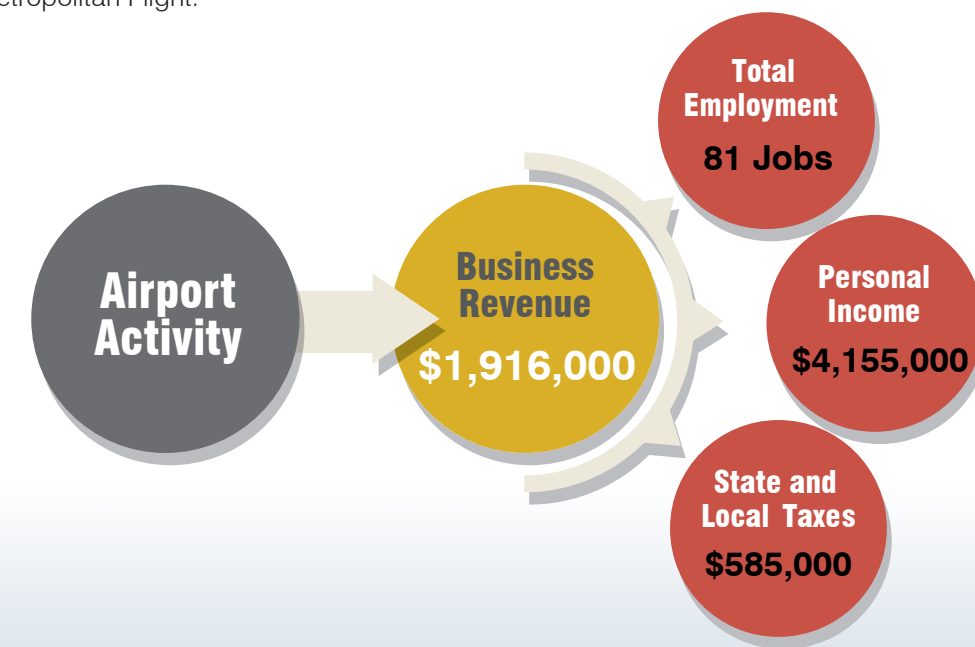 Flight.
Airport
Activity
Business
Revenue
$1,916,000
Total
Employment
81 Jobs
Personal
Income
$4,155,000
State and
Local Taxes
$585,000